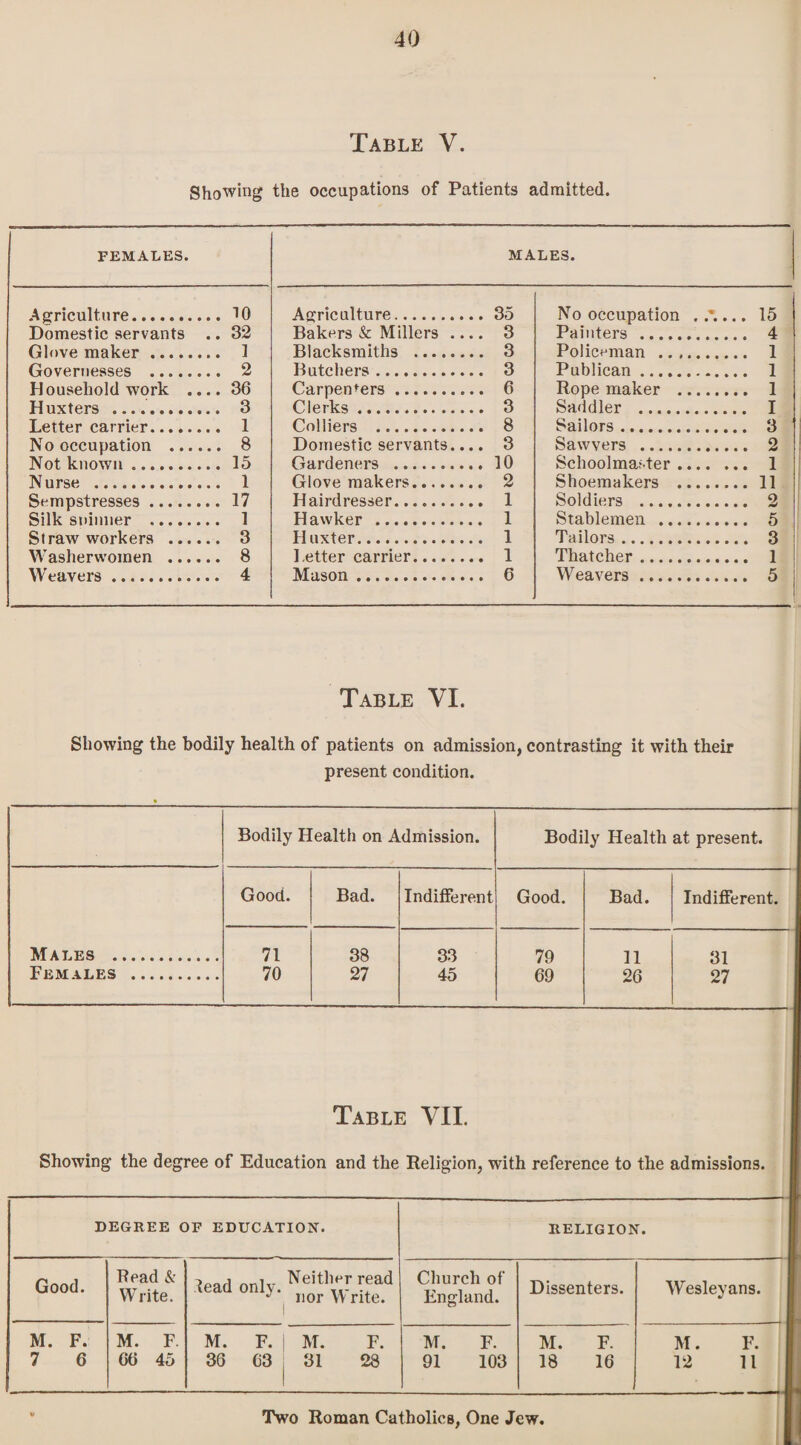 40
TABLE V.
Showing the occupations of Patients admitted.
FEMALES.
MALES.
Agriculture.......... 10
Domestic servants .. 32
Glove maker ........ 1
Governesses ........ 2
Household work .... 36
Huxters ............ 3
Letter carrier........ 1
No occupation ...... 8
Not known .......... 15
Nurse .............. 1
Sempstresses ........ 17
Silk spinner ........ 1
Straw workers ...... 3
Washerwomen ...... 8
Weavers ............ 4
Agriculture.......... 35
Bakers & Millers .... 3
Blacksmiths ........ 3
Butchers ............ 3
Carpenters .......... 6
Clerks .............. 3
Colliers ............ 8
Domestic servants.... 3
Gardeners .......... 10
Glove makers........ 2
Hairdresser.......... 1
Hawker ............ 1
Huxter.............. 1
Letter carrier........ 1
Mason .............. 6
No occupation ...... 15
Painters ............ 4
Policeman .......... 1
Publican ............ 1
Rope maker ........ 1
Saddler ............ 1
Sailors .............. 3
Sawyers ............ 2
Schoolmaster .... ... 1
Shoemakers ........ 11
Soldiers ............ 2
Stablemen .......... 5
Tailors .............. 3
Thatcher ............ 1
Weavers ............ 5
TABLE VI.
Showing the bodily health of patients on admission, contrasting it with their
present condition.
Bodily Health on Admission. Bodily Health at present.
Good. Bad. Indifferent Good. Bad. Indifferent.
MALES ............ 71 38 33 79 11 31
FEMALES .......... 70 27 45 69 26 27
TABLE VII.
Showing the degree of Education and the Religion, with reference to the admissions.
DEGREE OF EDUCATION. RELIGION.
Good. Read & Write. Read only. Neither read nor Write. Church of England. Dissenters. Wesleyans.
M. F. M. F. M. F. M. F. M. F. M. F. M. F.
7 6 66 45 36 63 31 28 91 103 18 16 12 11
Two Roman Catholics, One Jew.